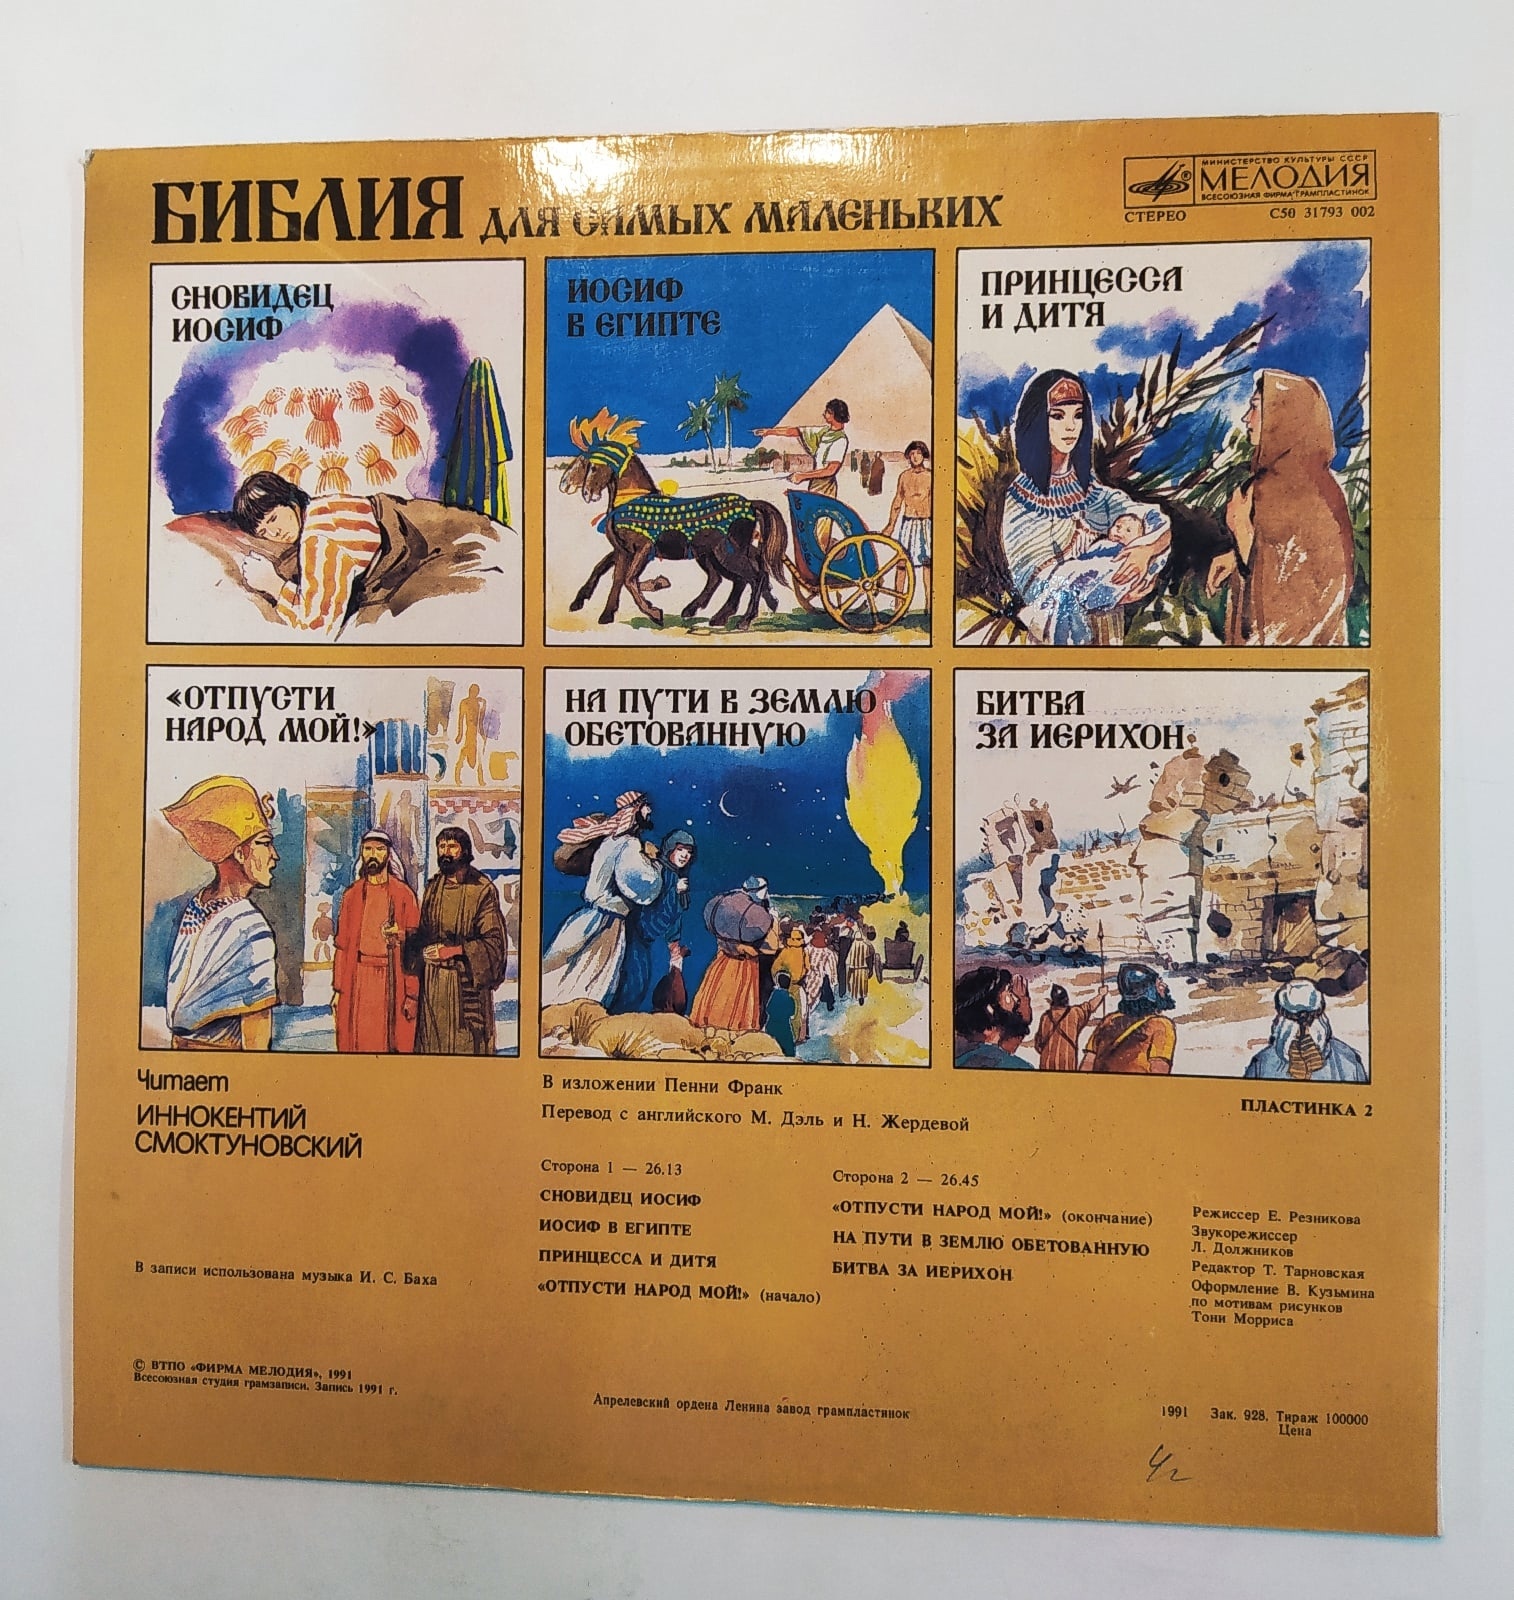 БИБЛИЯ ДЛЯ САМЫХ МАЛЕНЬКИХ
МИНИСТЕРСТВО КУЛЬТУРЫ СССР
®
МЕЛОДИЯ
ВСЕСОЮЗНАЯ ФИРМА ГРАМПЛАСТИНОК
СТЕРЕО
С50 31793 002
СНОВИДЕЦ
ИОСИФ
ИОСИФ
В ЕГИПТЕ
ПРИНЦЕССА
И ДИТЯ
«ОТПУСТИ
НАРОД МОЙ!»
НА ПУТИ В ЗЕМЛЮ
ОБЕТОВАННУЮ
БИТВА
ЗА ИЕРИХОН
Читает
ИННОКЕНТИЙ
СМОКТУНОВСКИЙ
В изложении Пенни Франк
Перевод с английского М. Дэль и Н. Жердевой
ПЛАСТИНКА 2
Сторона 1 — 26.13
СНОВИДЕЦ ИОСИФ
ИОСИФ В ЕГИПТЕ
ПРИНЦЕССА И ДИТЯ
«ОТПУСТИ НАРОД МОЙ!» (начало)
Сторона 2 — 26.45
«ОТПУСТИ НАРОД МОЙ!» (окончание)
НА ПУТИ В ЗЕМЛЮ ОБЕТОВАННУЮ
БИТВА ЗА ИЕРИХОН
Режиссер Е. Резникова
Звукорежиссер
Л. Должников
Редактор Т. Тарновская
Оформление В. Кузьмина
по мотивам рисунков
Тони Морриса
В записи использована музыка И. С. Баха
© ВТПО «ФИРМА МЕЛОДИЯ», 1991
Всесоюзная студия грамзаписи. Запись 1991 г.
Апрелевский ордена Ленина завод грампластинок
1991 Зак. 928. Тираж 100000
Цена